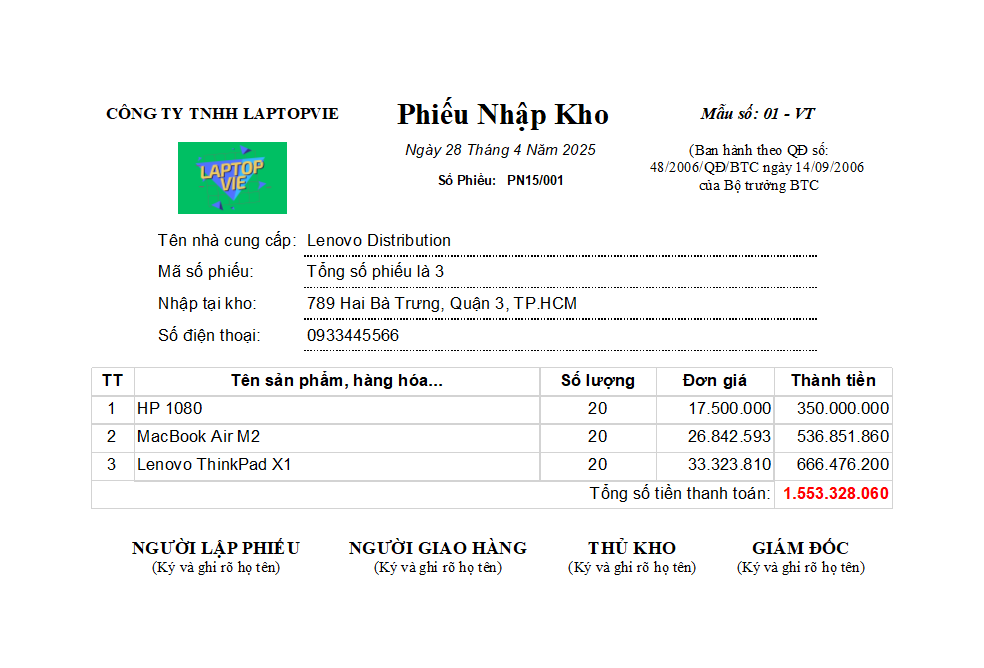 CÔNG TY TNHH LAPTOPVIE
Phiếu Nhập Kho
Mẫu số: 01 - VT
Ngày 28 Tháng 4 Năm 2025
(Ban hành theo QĐ số:
48/2006/QĐ/BTC ngày 14/09/2006
của Bộ trưởng BTC
Số Phiếu: PN15/001
LAPTOP
VIE
Tên nhà cung cấp: Lenovo Distribution
Mã số phiếu: Tổng số phiếu là 3
Nhập tại kho: 789 Hai Bà Trưng, Quận 3, TP.HCM
Số điện thoại: 0933445566
TT Tên sản phẩm, hàng hóa... Số lượng Đơn giá Thành tiền
1 HP 1080 20 17.500.000 350.000.000
2 MacBook Air M2 20 26.842.593 536.851.860
3 Lenovo ThinkPad X1 20 33.323.810 666.476.200
Tổng số tiền thanh toán: 1.553.328.060
NGƯỜI LẬP PHIẾU NGƯỜI GIAO HÀNG THỦ KHO GIÁM ĐỐC
(Ký và ghi rõ họ tên) (Ký và ghi rõ họ tên) (Ký và ghi rõ họ tên) (Ký và ghi rõ họ tên)